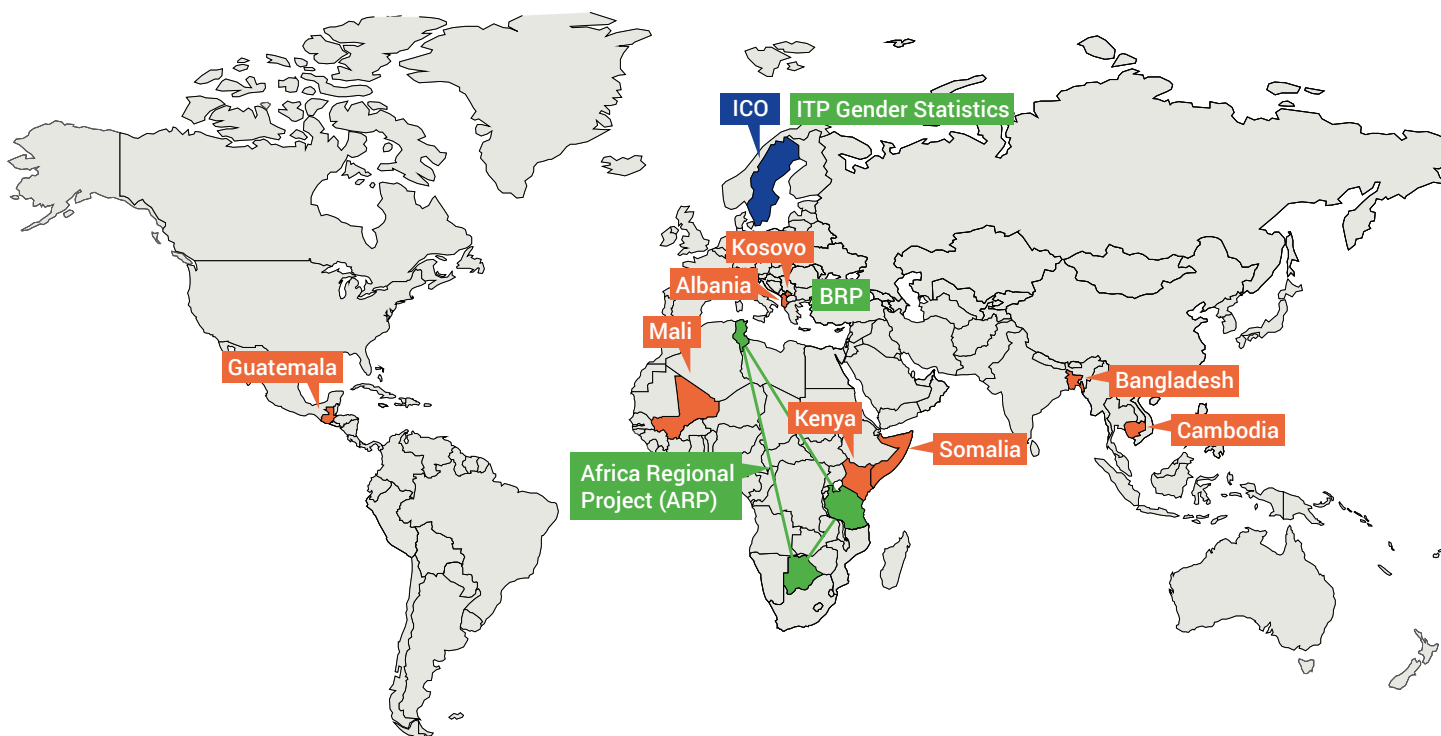 ICO
ITP Gender Statistics
Kosovo
Albania
BRP
Mali
Guatemala
Bangladesh
Kenya
Cambodia
Somalia
Africa Regional
Project (ARP)